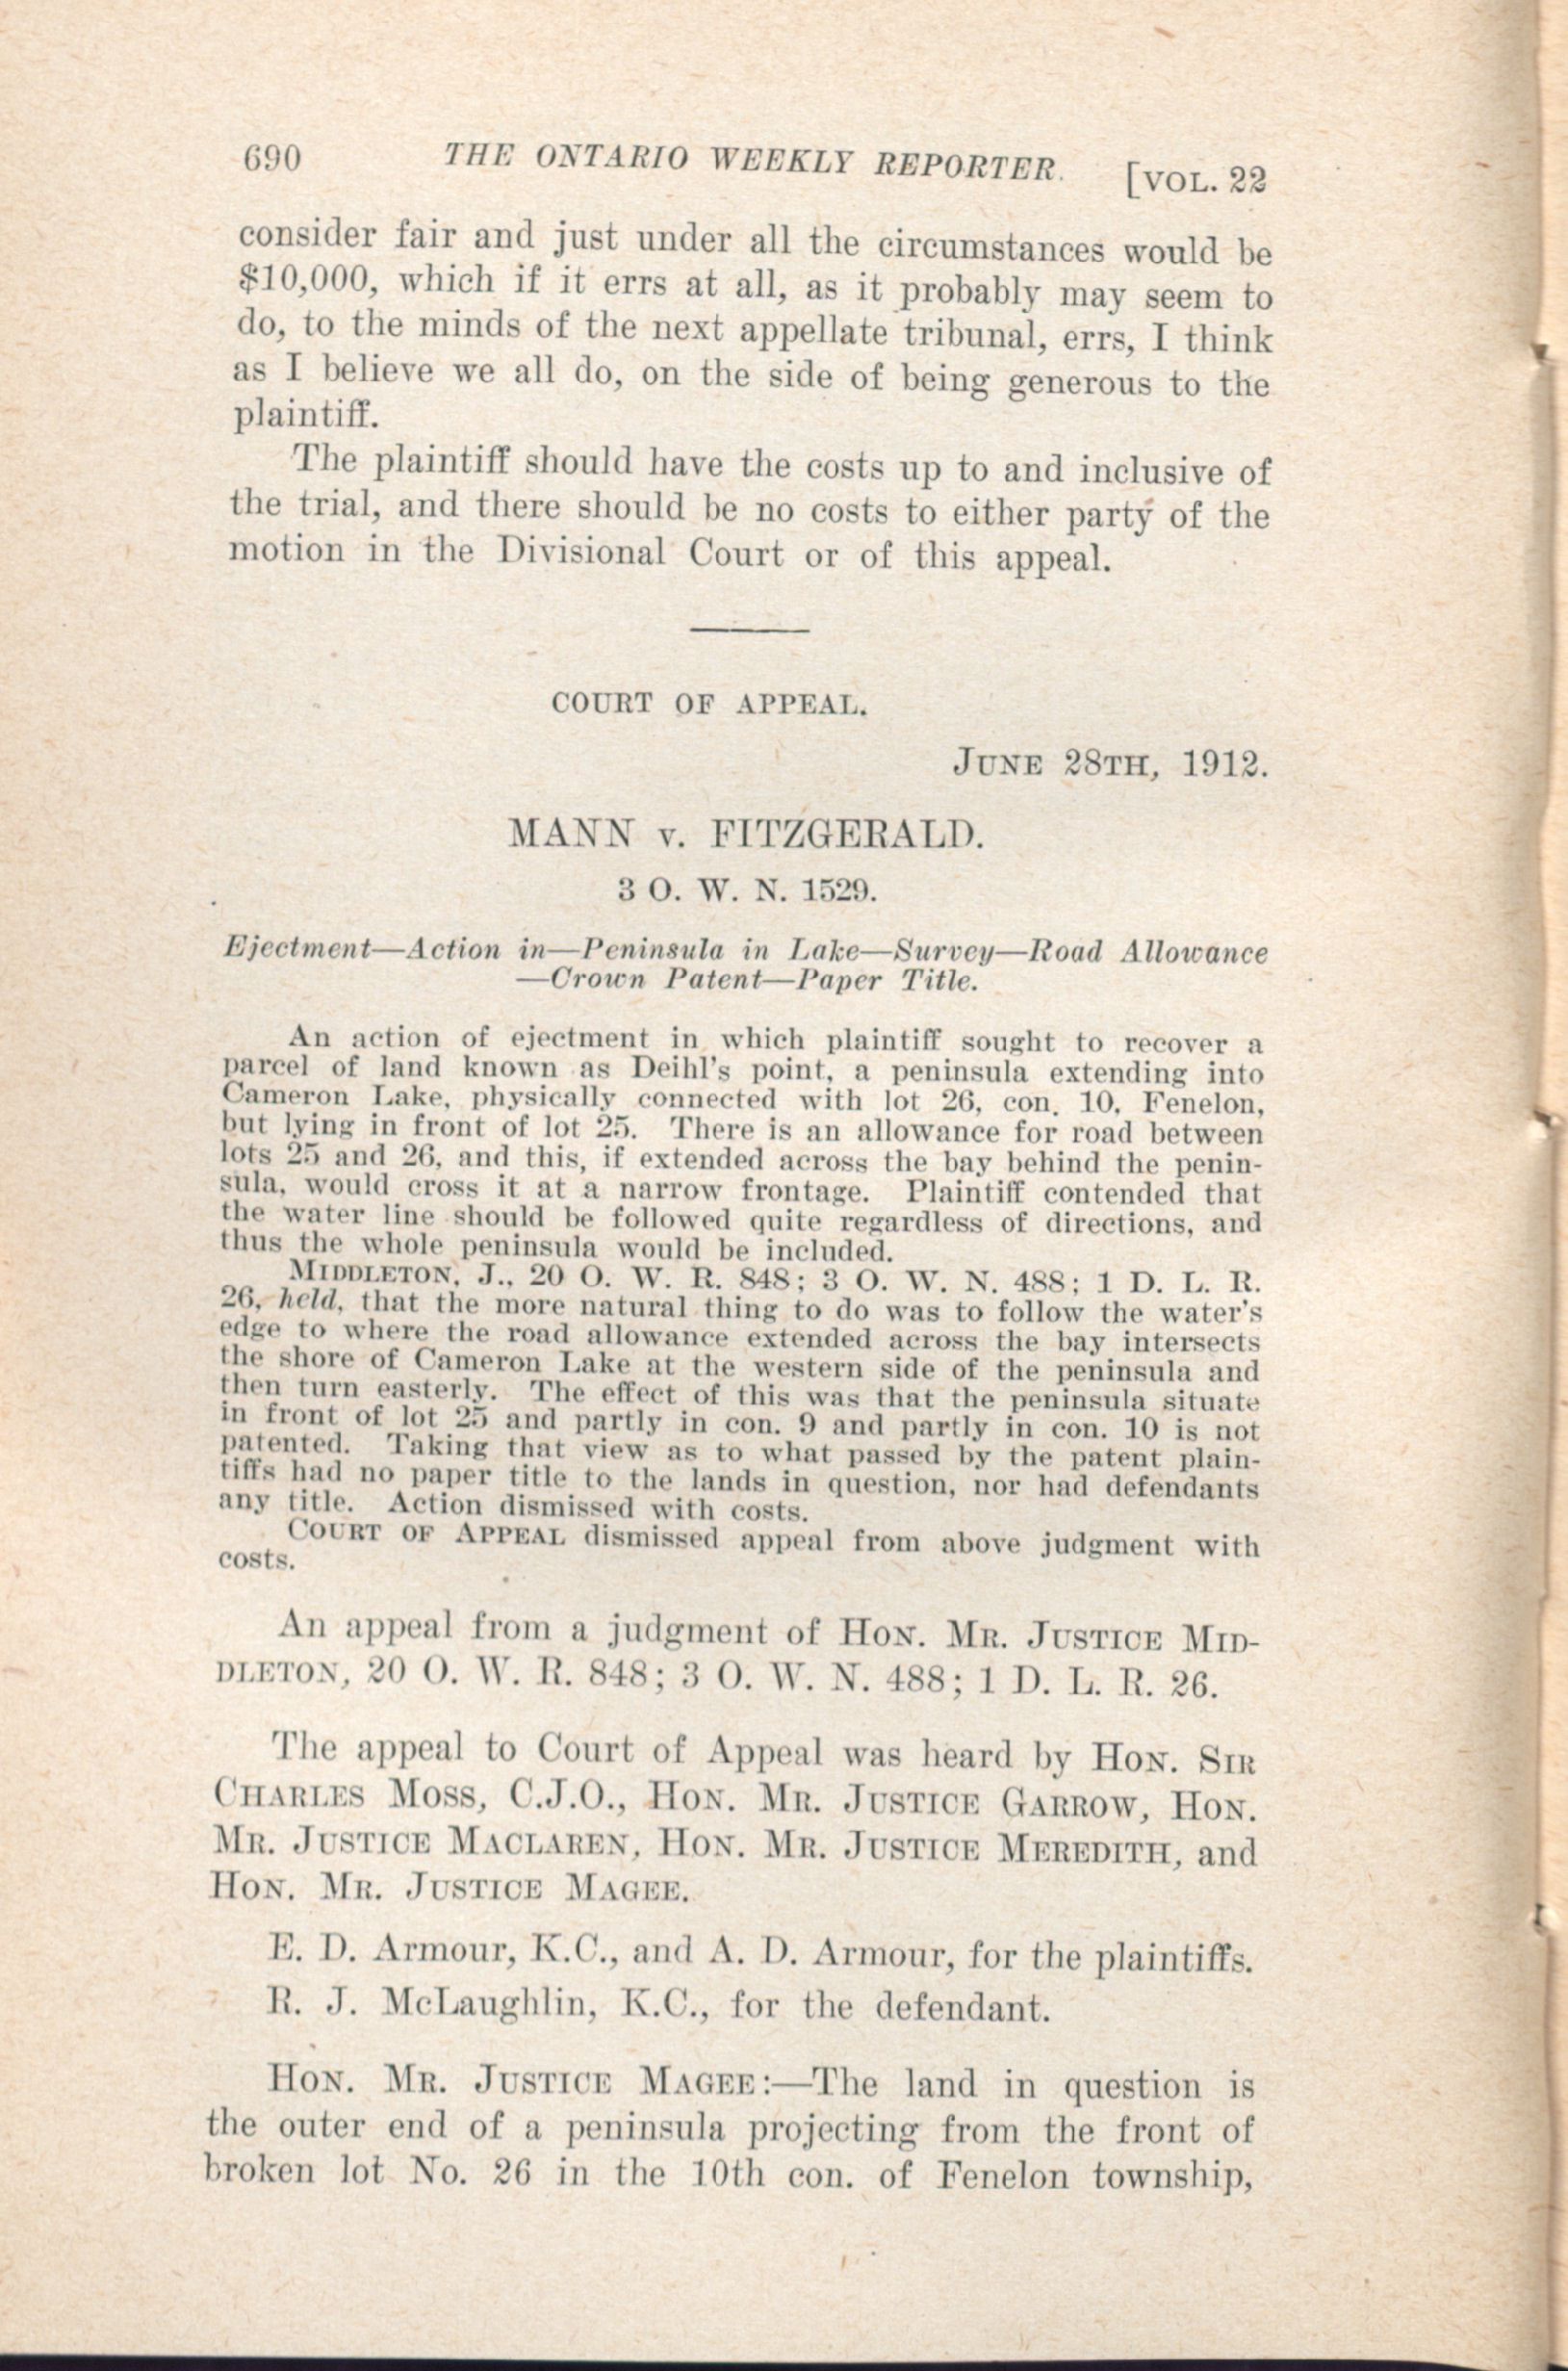 690 THE ONTARIO WEEKLY REPORTER. [VOL. 22
consider fair and just under all the circumstances would be
$10,000, which if it errs at all, as it probably may seem to
do, to the minds of the next appellate tribunal, errs, I think
as I believe we all do, on the side of being generous to the
plaintiff.
The plaintiff should have the costs up to and inclusive of
the trial, and there should be no costs to either party of the
motion in the Divisional Court or of this appeal.
COURT OF APPEAL.
JUNE 28TH, 1912.
MANN v. FITZGERALD.
3 O. W. N. 1529.
Ejectment—Action in—Peninsula in Lake—Survey—Road Allowance
—Crown Patent—Paper Title.
An action of ejectment in which plaintiff sought to recover a
parcel of land known as Deihl's point, a peninsula extending into
Cameron Lake, physically connected with lot 26, con. 10, Fenelon,
but lying in front of lot 25. There is an allowance for road between
lots 25 and 26, and this, if extended across the bay behind the penin-
sula, would cross it at a narrow frontage. Plaintiff contended that
the water line should be followed quite regardless of directions, and
thus the whole peninsula would be included.
MIDDLETON, J., 20 O. W. R. 848; 3 O. W. N. 488; 1 D. L. R.
26, held, that the more natural thing to do was to follow the water's
edge to where the road allowance extended across the bay intersects
the shore of Cameron Lake at the western side of the peninsula and
then turn easterly. The effect of this was that the peninsula situate
in front of lot 25 and partly in con. 9 and partly in con. 10 is not
patented. Taking that view as to what passed by the patent plain-
tiffs had no paper title to the lands in question, nor had defendants
any title. Action dismissed with costs.
COURT OF APPEAL dismissed appeal from above judgment with
costs.
An appeal from a judgment of HON. MR. JUSTICE MID-
DLETON, 20 O. W. R. 848; 3 O. W. N. 488; 1 D. L. R. 26.
The appeal to Court of Appeal was heard by HON. SIR
CHARLES MOSS, C.J.O., HON. MR. JUSTICE GARROW, HON.
MR. JUSTICE MACLAREN, HON. MR. JUSTICE MEREDITH, and
HON. MR. JUSTICE MAGEE.
E. D. Armour, K.C., and A. D. Armour, for the plaintiffs.
R. J. McLaughlin, K.C., for the defendant.
HON. MR. JUSTICE MAGEE:—The land in question is
the outer end of a peninsula projecting from the front of
broken lot No. 26 in the 10th con. of Fenelon township,